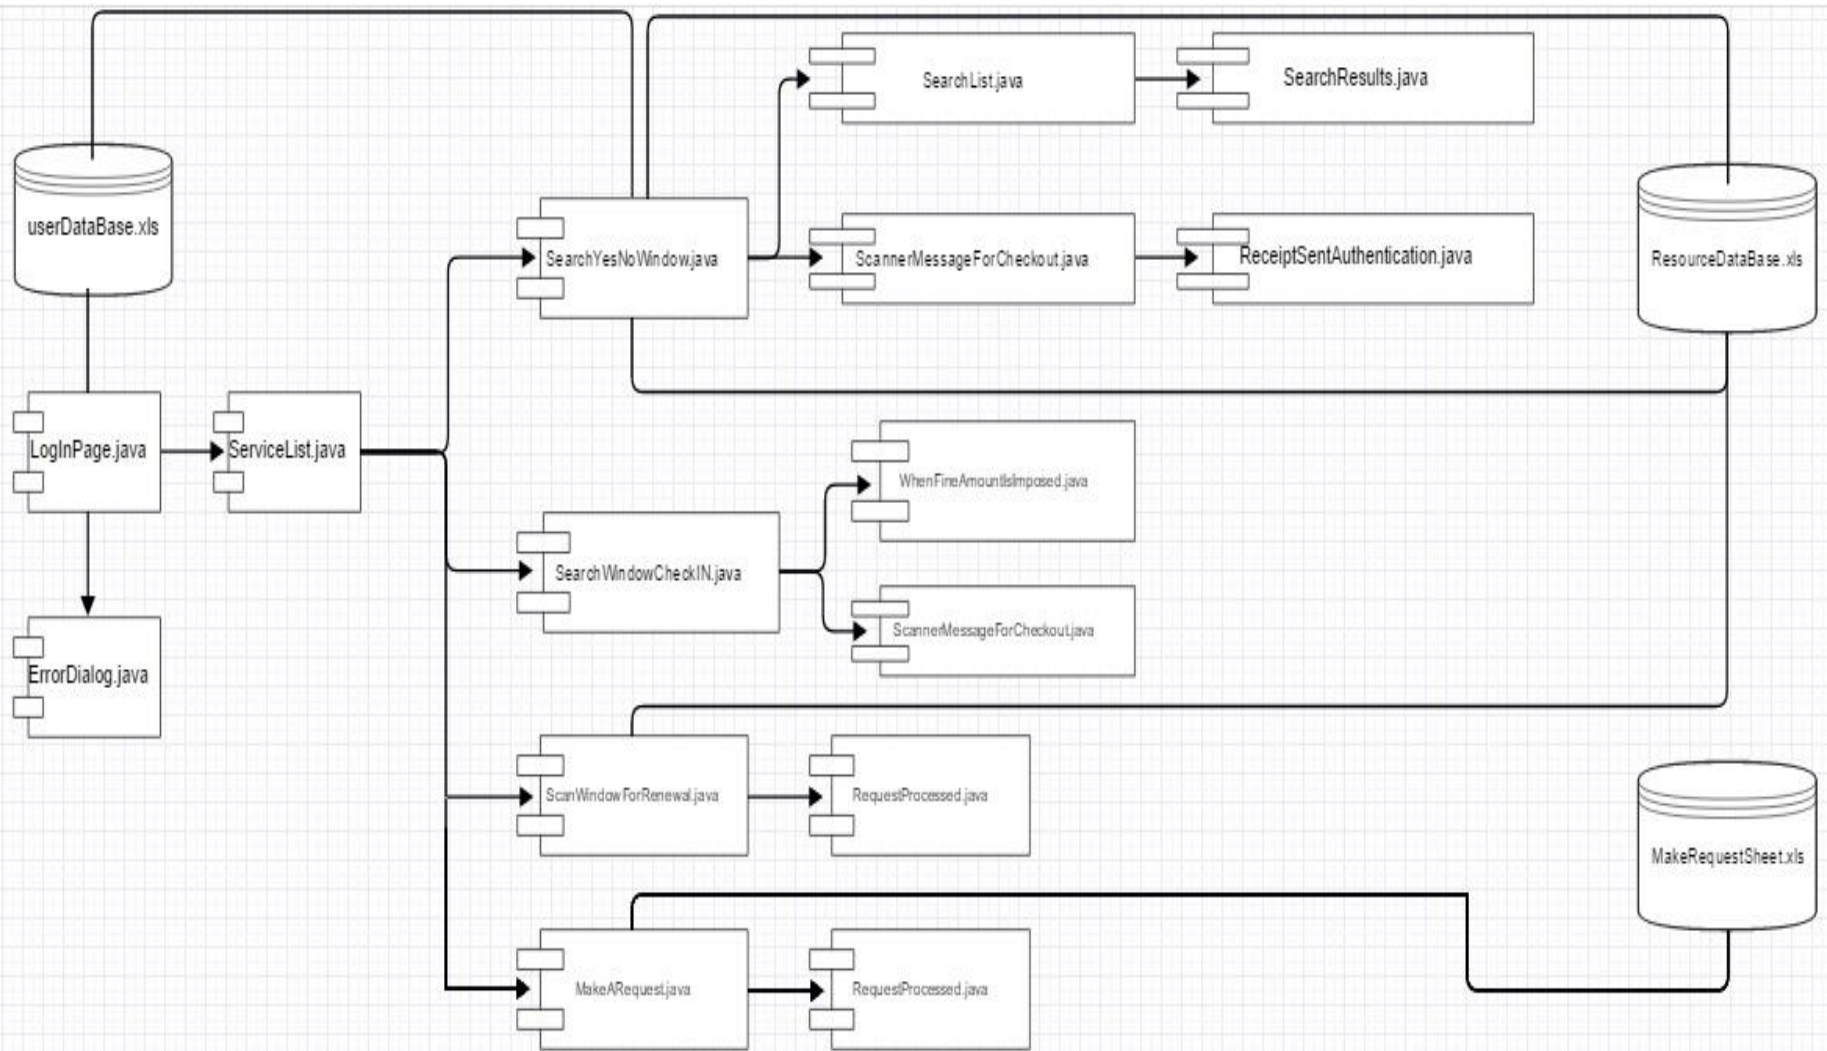 SearchList.java
SearchResults.java
userDataBase.xls
SearchYesNoWindow.java
ScannerMessageForCheckout.java
ReceiptSentAuthentication.java
ResourceDataBase.xls
LogInPage.java
ServiceList.java
WhenFineAmountIsImposed.java
SearchWindowCheckIN.java
ScannerMessageForCheckout.java
ErrorDialog.java
ScanWindowForRenewal.java
RequestProcessed.java
MakeRequestSheet.xls
MakeARequest.java
RequestProcessed.java